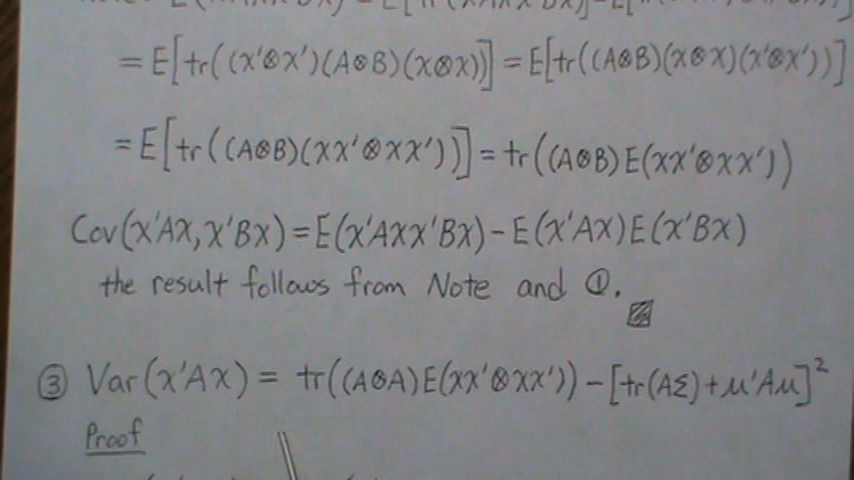 = E[tr((x'⊗x')(A⊗B)(x⊗x))] = E[tr((A⊗B)(x⊗x)(x'⊗x'))]
= E[tr((A⊗B)(xx'⊗xx'))] = tr((A⊗B)E(xx'⊗xx'))
Cov(x'Ax, x'Bx) = E(x'Axx'Bx) - E(x'Ax)E(x'Bx)
the result follows from Note and ①.
③ Var(x'Ax) = tr((A⊗A)E(xx'⊗xx')) - [tr(AΣ) + μ'Aμ]²
Proof